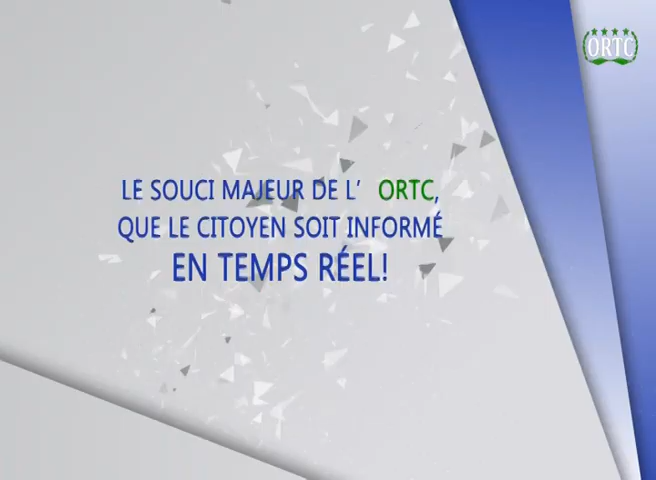 ORTC
LE SOUCI MAJEUR DE L’ ORTC,
QUE LE CITOYEN SOIT INFORMÉ
EN TEMPS RÉEL!